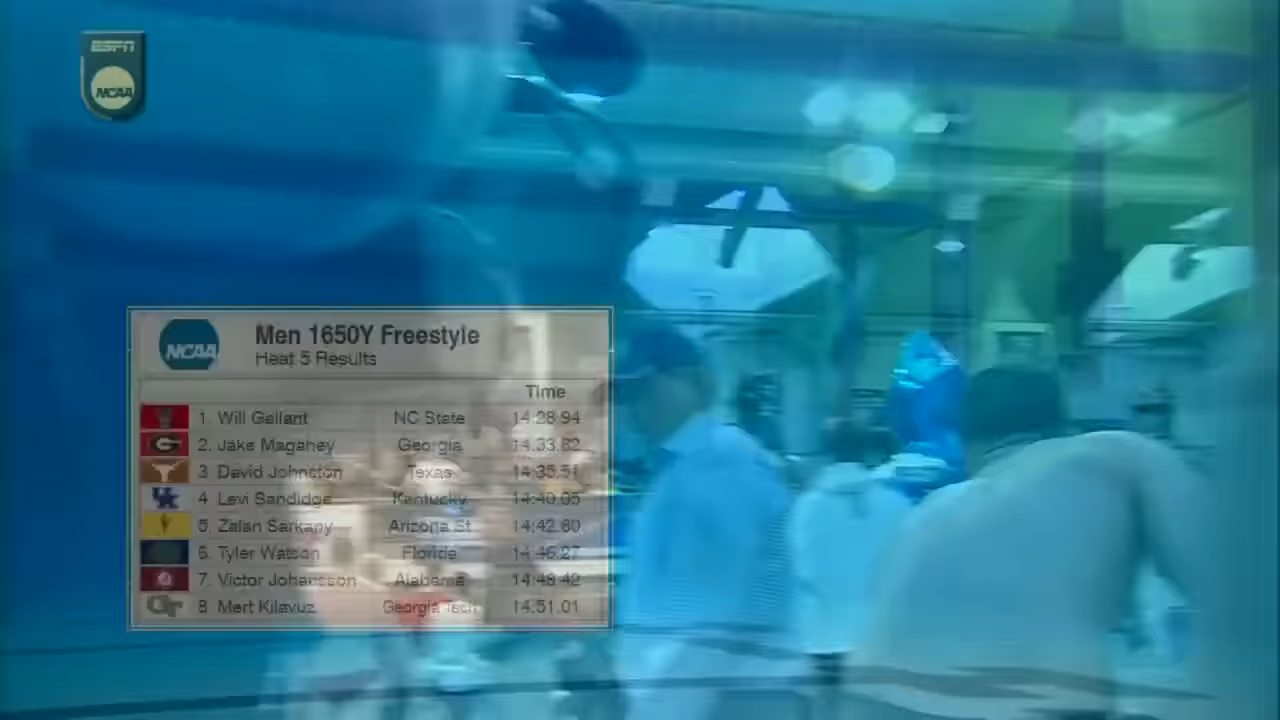 ESPN
NCAA
NCAA
Men 1650Y Freestyle
Heat 5 Results
Time
1. Will Gallant NC State 14:28.94
2. Jake Magahey Georgia 14:33.82
3 David Johnston Texas 14:35.51
4 Levi Sandidge Kentucky 14:40.05
5. Zalan Sarkany Arizona St 14:42.60
6. Tyler Watson Florida 14:46.27
7. Victor Johansson Alabama 14:48.42
8 Mert Kilavuz Georgia Tech 14:51.01